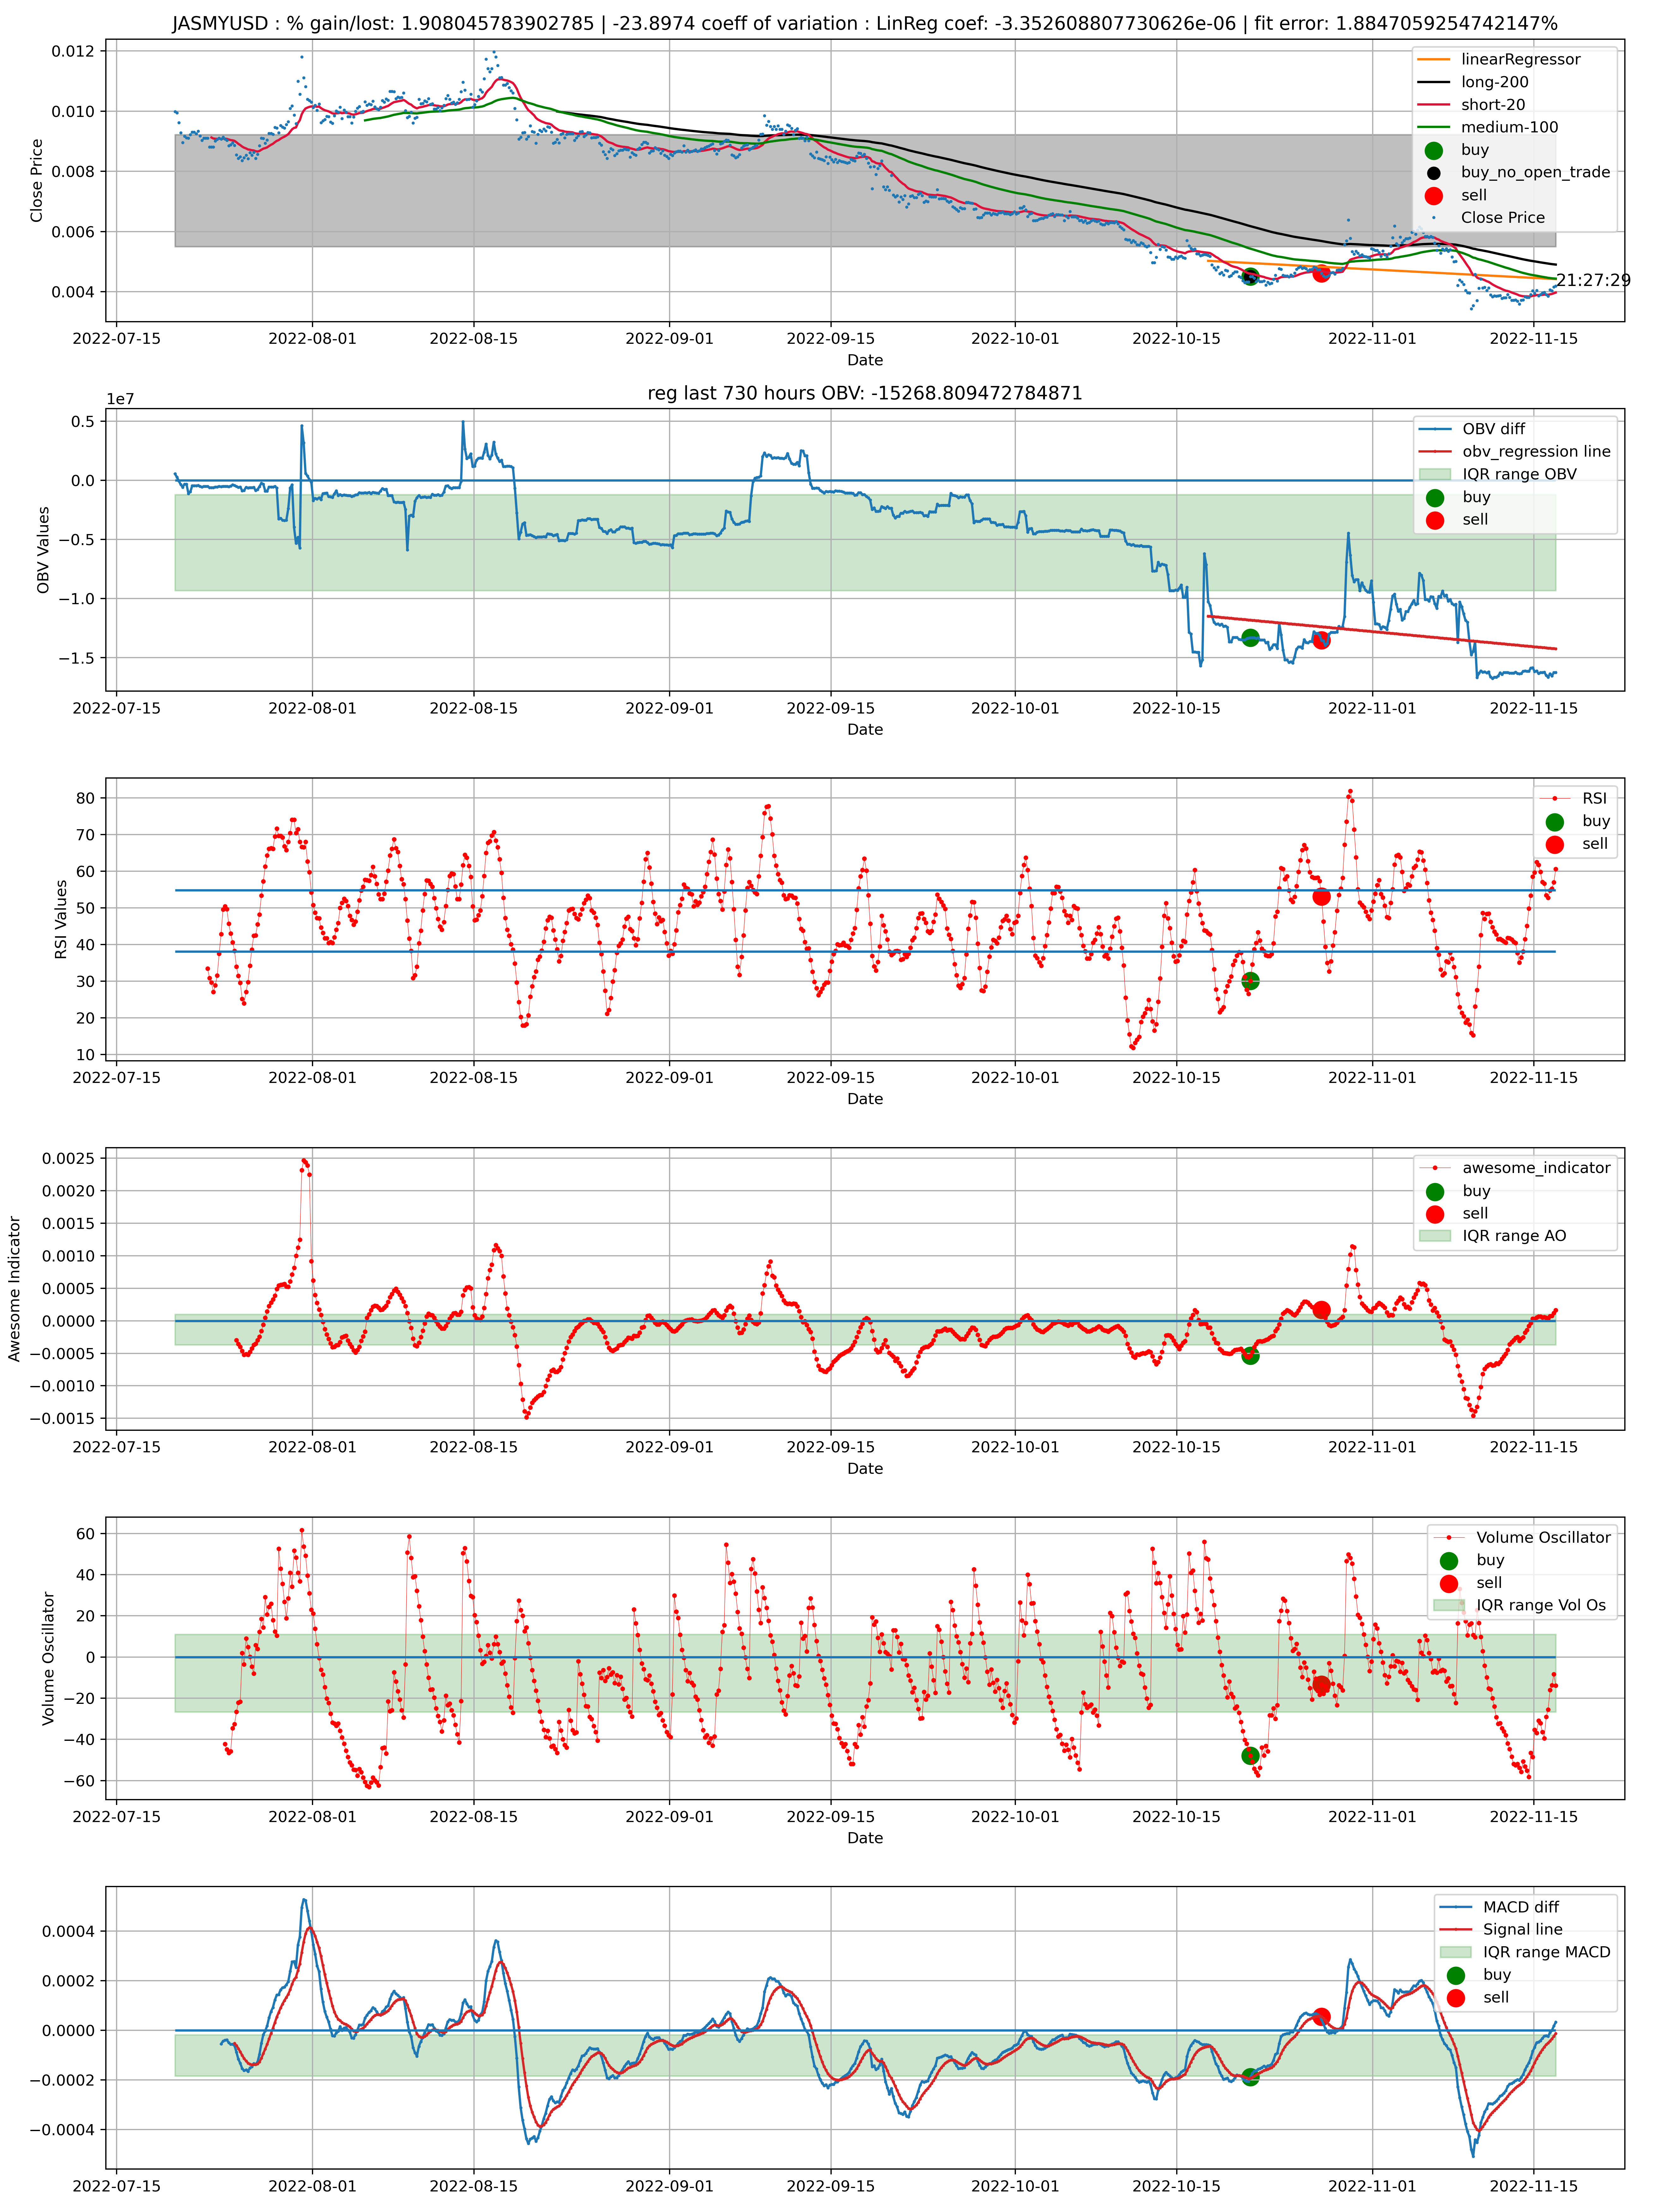 JASMYUSD : % gain/lost: 1.908045783902785 | -23.8974 coeff of variation : LinReg coef: -3.352608807730626e-06 | fit error: 1.8847059254742147%
0.012
0.010
0.008
0.006
0.004
Close Price
linearRegressor
long-200
short-20
medium-100
buy
buy_no_open_trade
sell
Close Price
21:27:29
2022-07-15 2022-08-01 2022-08-15 2022-09-01 2022-09-15 2022-10-01 2022-10-15 2022-11-01 2022-11-15
Date
reg last 730 hours OBV: -15268.809472784871
1e7
0.5
0.0
−0.5
−1.0
−1.5
OBV Values
OBV diff
obv_regression line
IQR range OBV
buy
sell
2022-07-15 2022-08-01 2022-08-15 2022-09-01 2022-09-15 2022-10-01 2022-10-15 2022-11-01 2022-11-15
Date
80
70
60
50
40
30
20
10
RSI Values
RSI
buy
sell
2022-07-15 2022-08-01 2022-08-15 2022-09-01 2022-09-15 2022-10-01 2022-10-15 2022-11-01 2022-11-15
Date
0.0025
0.0020
0.0015
0.0010
0.0005
0.0000
−0.0005
−0.0010
−0.0015
Awesome Indicator
awesome_indicator
buy
sell
IQR range AO
2022-07-15 2022-08-01 2022-08-15 2022-09-01 2022-09-15 2022-10-01 2022-10-15 2022-11-01 2022-11-15
Date
60
40
20
0
−20
−40
−60
Volume Oscillator
Volume Oscillator
buy
sell
IQR range Vol Os
2022-07-15 2022-08-01 2022-08-15 2022-09-01 2022-09-15 2022-10-01 2022-10-15 2022-11-01 2022-11-15
Date
0.0004
0.0002
0.0000
−0.0002
−0.0004
MACD diff
Signal line
IQR range MACD
buy
sell
2022-07-15 2022-08-01 2022-08-15 2022-09-01 2022-09-15 2022-10-01 2022-10-15 2022-11-01 2022-11-15